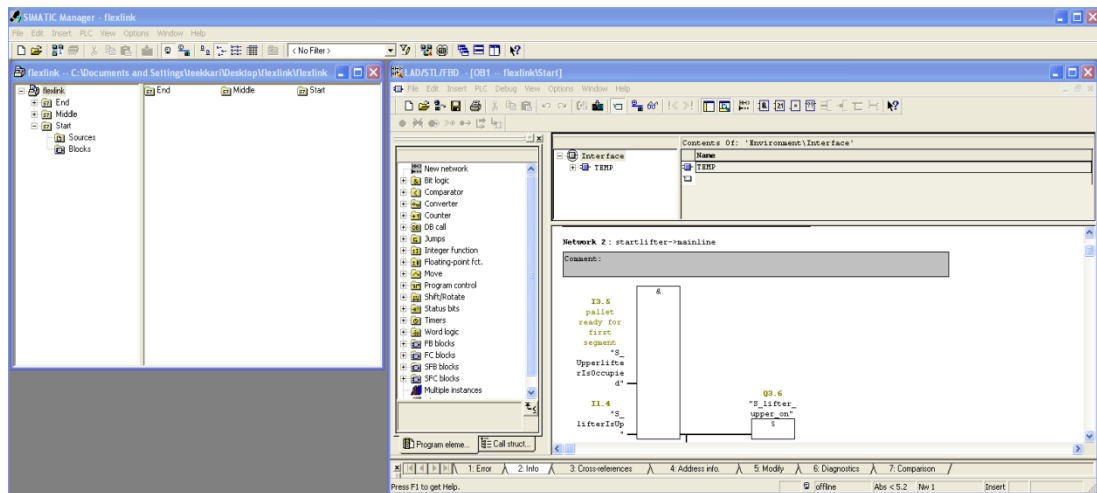 SIMATIC Manager - flexlink
File Edit Insert PLC View Options Window Help
< No Filter >
flexlink -- C:\Documents and Settings\teekkari\Desktop\flexlink\flexlink
flexlink
End
Middle
Start
Sources
Blocks
End Middle Start
LAD/STL/FBD - [OB1 -- flexlink\Start]
File Edit Insert PLC Debug View Options Window Help
New network
Bit logic
Comparator
Converter
Counter
DB call
Jumps
Integer function
Floating-point fct.
Move
Program control
Shift/Rotate
Status bits
Timers
Word logic
FB blocks
FC blocks
SFB blocks
SFC blocks
Multiple instances
Program eleme...
Call struct...
Interface
TEMP
Contents Of: 'Environment\Interface'
Name
TEMP
Network 2 : startlifter->mainline
Comment:
&
I3.5
pallet
ready for
first
segment
"S_
Upperlifte
rIsOccupie
d"
I1.4
"S_
lifterIsUp
"
Q3.6
"S_lifter_
upper_on"
S
1: Error 2: Info 3: Cross-references 4: Address info. 5: Modify 6: Diagnostics 7: Comparison
Press F1 to get Help.
offline Abs < 5.2 Nw 1 Insert